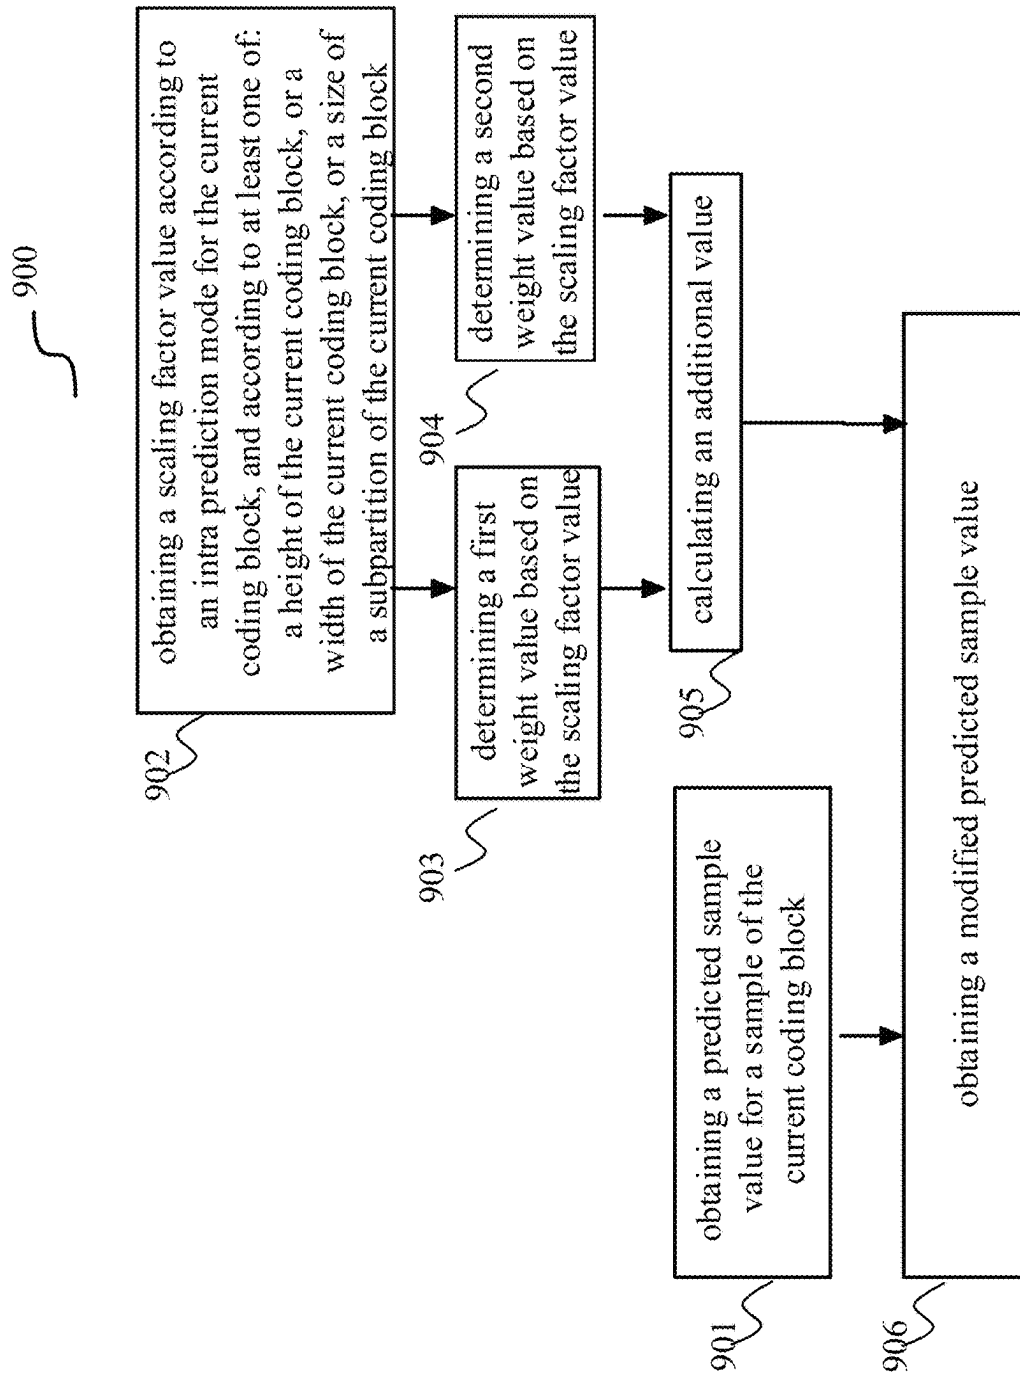 900
902
obtaining a scaling factor value according to
an intra prediction mode for the current
coding block, and according to at least one of:
a height of the current coding block, or a
width of the current coding block, or a size of
a subpartition of the current coding block
903
determining a first
weight value based on
the scaling factor value
904
determining a second
weight value based on
the scaling factor value
901
obtaining a predicted sample
value for a sample of the
current coding block
905
calculating an additional value
906
obtaining a modified predicted sample value